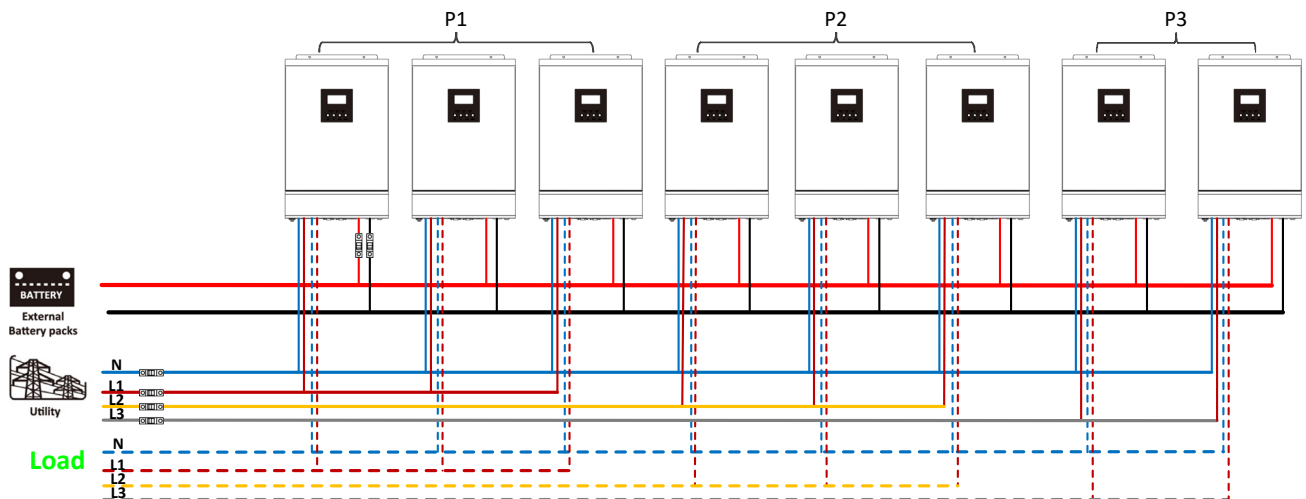 P1
P2
P3
BATTERY
External
Battery packs
N
L1
L2
L3
Utility
N
Load
L1
L2
L3